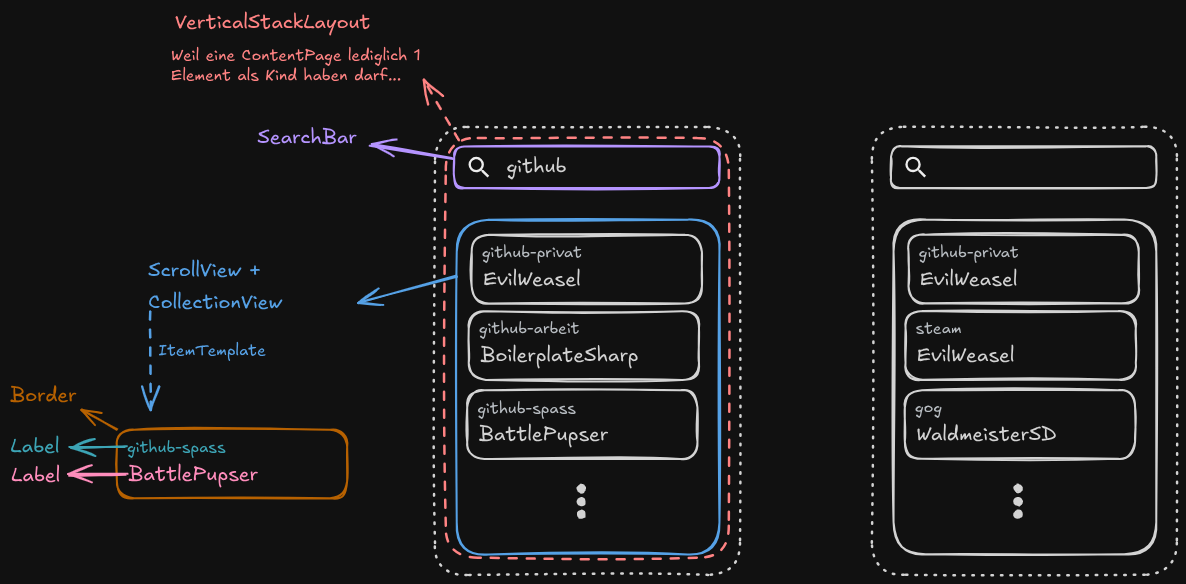 VerticalStackLayout
Weil eine ContentPage lediglich 1
Element als Kind haben darf...
SearchBar
github
ScrollView +
CollectionView
ItemTemplate
Border
Label
github-spass
Label
BattlePupser
github-privat
EvilWeasel
github-arbeit
BoilerplateSharp
github-spass
BattlePupser
github-privat
EvilWeasel
steam
EvilWeasel
gog
WaldmeisterSD